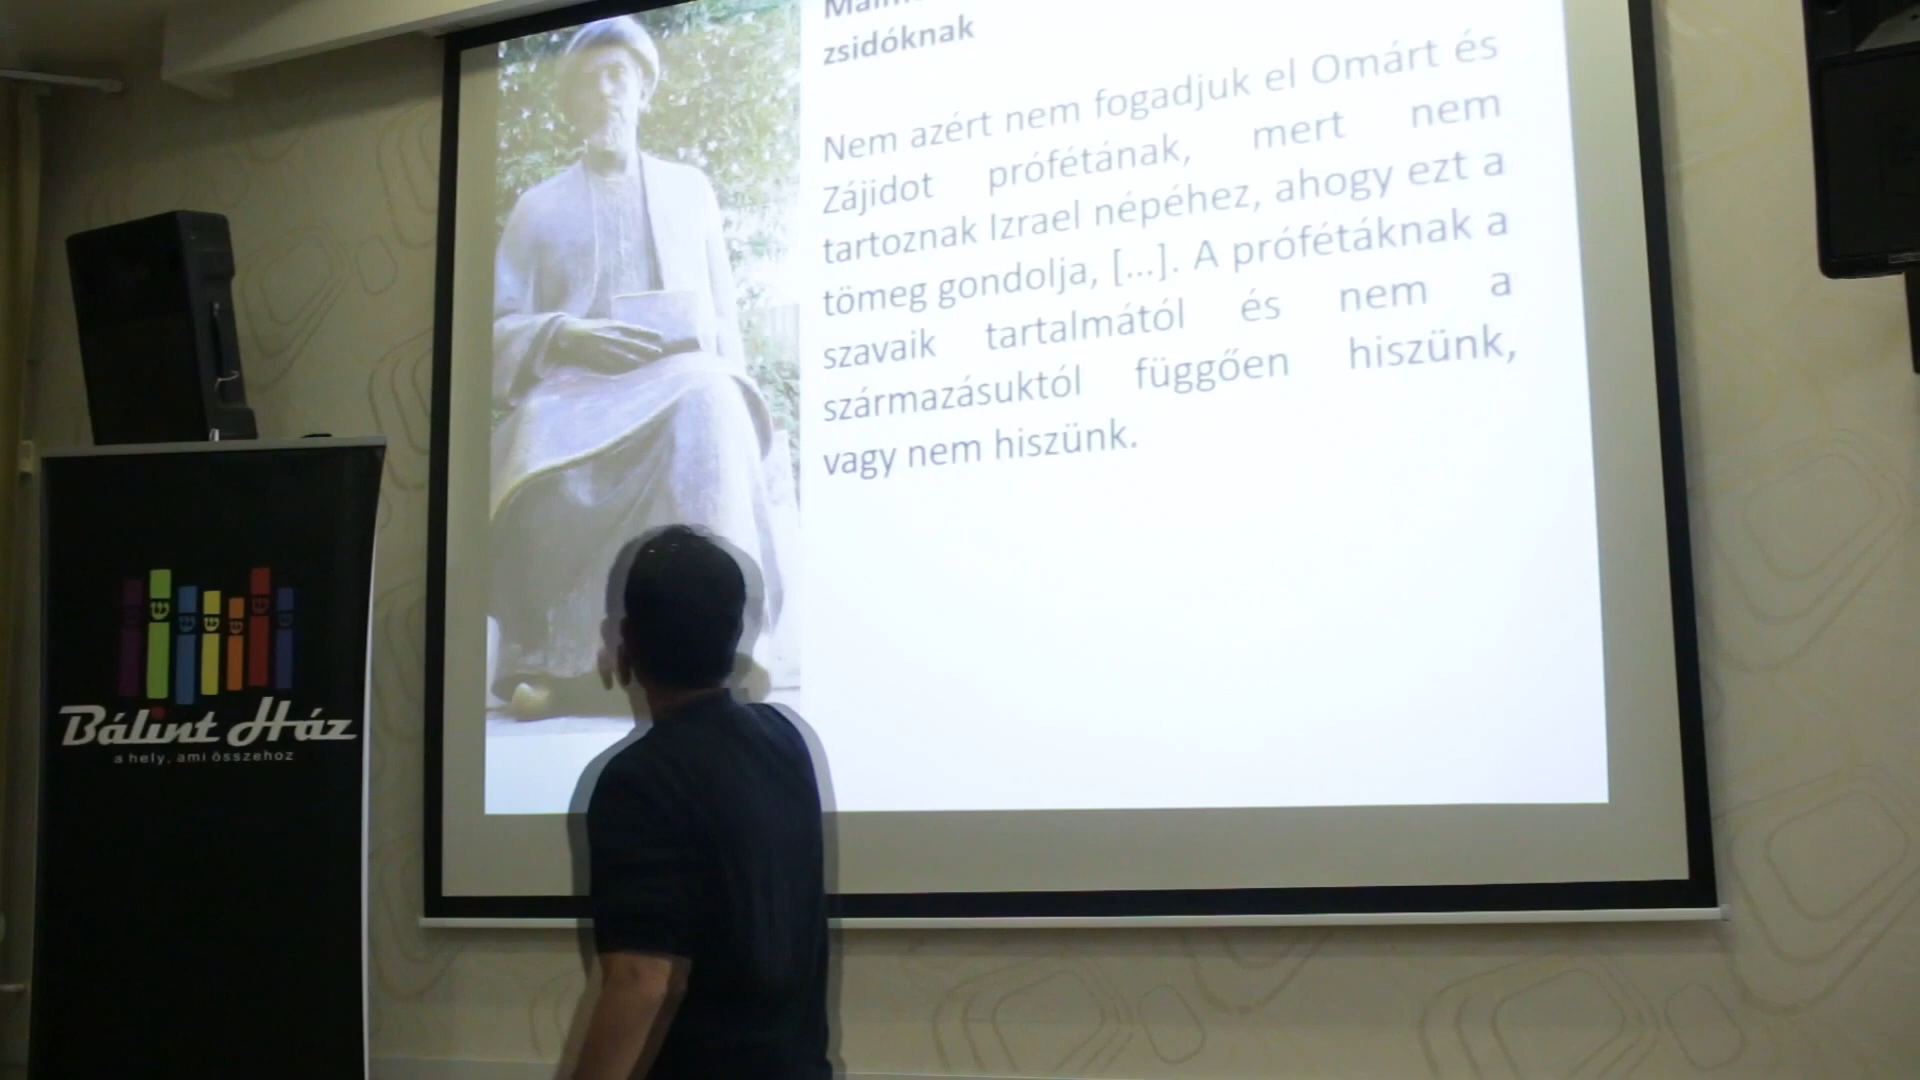 zsidóknak
Nem azért nem fogadjuk el Omárt és
Zájidot prófétának, mert nem
tartoznak Izrael népéhez, ahogy ezt a
tömeg gondolja, [...]. A prófétáknak a
szavaik tartalmától és nem a
származásuktól függően hiszünk,
vagy nem hiszünk.
Bálint Ház
a hely, ami összehoz